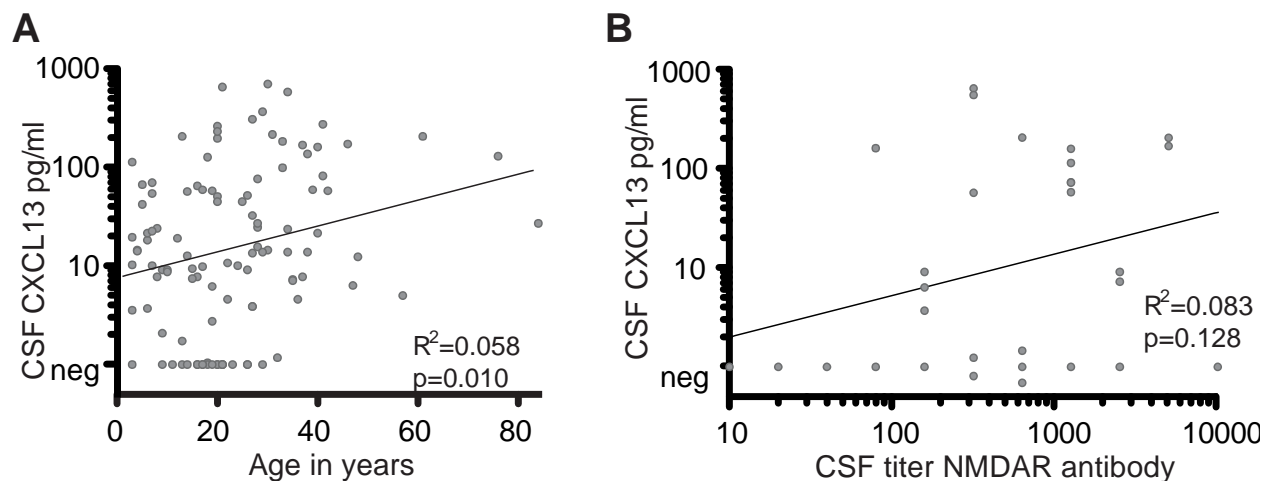 A
CSF CXCL13 pg/ml
1000
100
10
neg
R²=0.058
p=0.010
0 20 40 60 80
Age in years
B
CSF CXCL13 pg/ml
1000
100
10
neg
R²=0.083
p=0.128
10 100 1000 10000
CSF titer NMDAR antibody